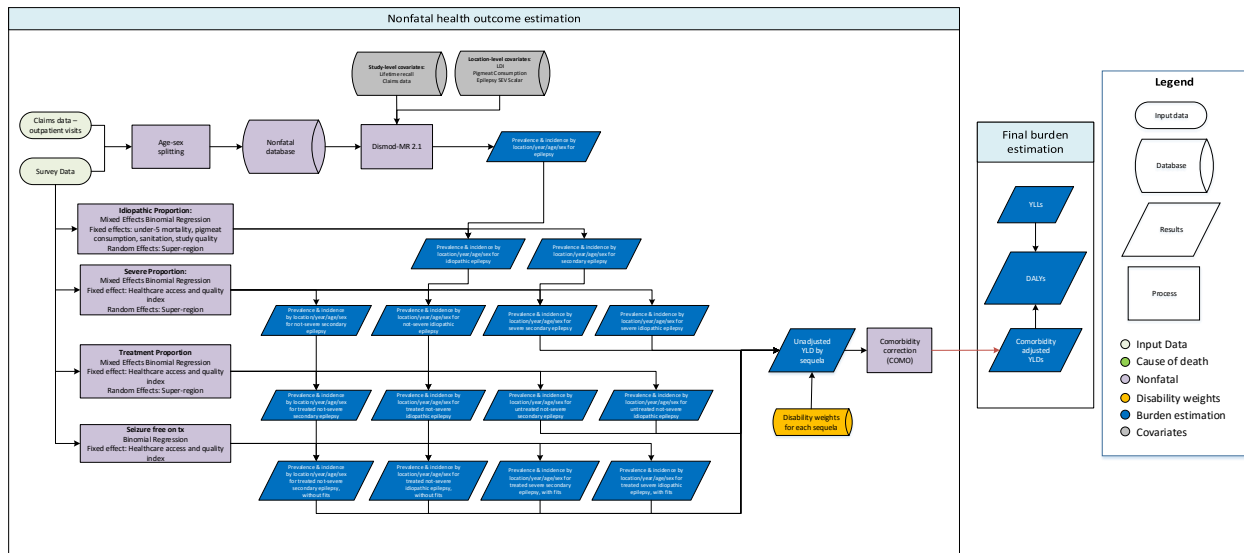 Nonfatal health outcome estimation
Study-level covariates:
Lifetime recall
Claims data
Location-level covariates:
LDI
Pigmeat Consumption
Epilepsy SEV Scalar
Claims data –
outpatient visits
Survey Data
Age-sex
splitting
Nonfatal
database
Dismod-MR 2.1
Prevalence & incidence by
location/year/age/sex for
epilepsy
Idiopathic Proportion:
Mixed Effects Binomial Regression
Fixed effects: under-5 mortality, pigmeat
consumption, sanitation, study quality
Random Effects: Super-region
Prevalence & incidence by
location/year/age/sex for
idiopathic epilepsy
Prevalence & incidence by
location/year/age/sex for
secondary epilepsy
Severe Proportion:
Mixed Effects Binomial Regression
Fixed effect: Healthcare access and quality
index
Random Effects: Super-region
Prevalence & incidence
by location/year/age/sex
for not-severe secondary
epilepsy
Prevalence & incidence by
location/year/age/sex for
not-severe idiopathic
epilepsy
Prevalence & incidence by
location/year/age/sex for
severe secondary epilepsy
Prevalence & incidence by
location/year/age/sex for
severe idiopathic epilepsy
Treatment Proportion
Mixed Effects Binomial Regression
Fixed effect: Healthcare access and quality
index
Random Effects: Super-region
Prevalence & incidence
by location/year/age/sex
for treated not-severe
secondary epilepsy
Prevalence & incidence by
location/year/age/sex for
treated not-severe
idiopathic epilepsy
Prevalence & incidence by
location/year/age/sex for
untreated not-severe
secondary epilepsy
Prevalence & incidence by
location/year/age/sex for
untreated not-severe
idiopathic epilepsy
Seizure free on tx
Binomial Regression
Fixed effect: Healthcare access and quality
index
Prevalence & incidence
by location/year/age/sex
for treated not-severe
secondary epilepsy,
without fits
Prevalence & incidence by
location/year/age/sex for
treated not-severe
idiopathic epilepsy, without
fits
Prevalence & incidence by
location/year/age/sex for
treated severe secondary
epilepsy, with fits
Prevalence & incidence by
location/year/age/sex for
treated severe idiopathic
epilepsy, with fits
Unadjusted
YLD by
sequela
Disability weights
for each sequela
Comorbidity
correction
(COMO)
Final burden
estimation
YLLs
DALYs
Comorbidity
adjusted
YLDs
Legend
Input data
Database
Results
Process
Input Data
Cause of death
Nonfatal
Disability weights
Burden estimation
Covariates